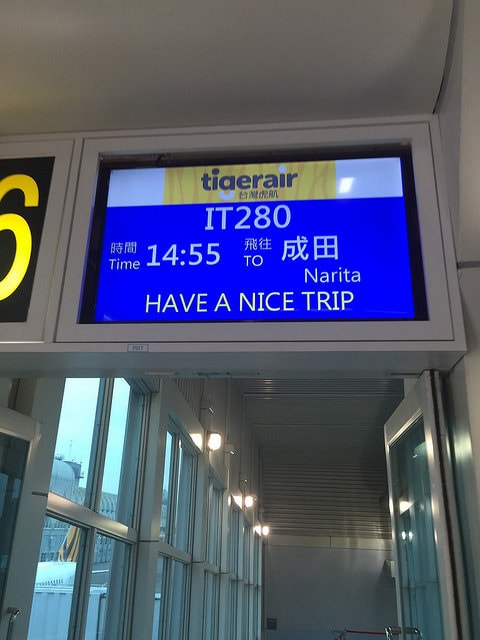 6
tigerair
台灣虎航
IT280
時間 14:55 飛往 成田
Time TO
Narita
HAVE A NICE TRIP